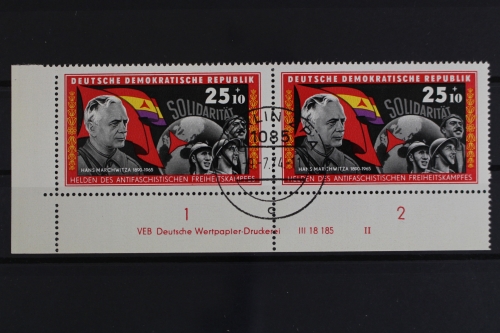 DEUTSCHE DEMOKRATISCHE REPUBLIK
25+10
SOLIDARITÄT
HANS MARCHWITZA 1890-1965
HELDEN DES ANTIFASCHISTISCHEN FREIHEITSKAMPFES
DEUTSCHE DEMOKRATISCHE REPUBLIK
25+10
SOLIDARITÄT
HANS MARCHWITZA 1890-1965
HELDEN DES ANTIFASCHISTISCHEN FREIHEITSKAMPFES
1085
c
1
2
VEB Deutsche Wertpapier-Druckerei III 18 185 II